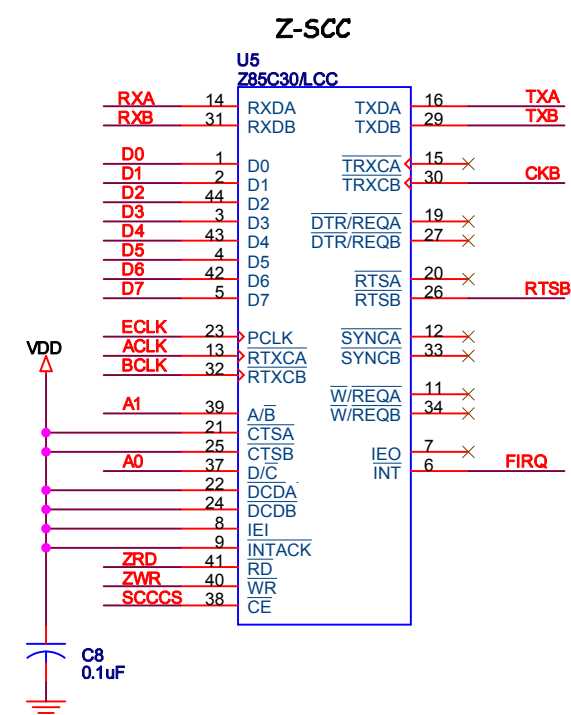 Z-SCC
U5
Z85C30/LCC
RXA 14 RXDA TXDA 16 TXA
RXB 31 RXDB TXDB 29 TXB
D0 1 D0 TRXCA 15
D1 2 D1 TRXCB 30 CKB
D2 44 D2
D3 3 D3 DTR/REQA 19
D4 43 D4 DTR/REQB 27
D5 4 D5
D6 42 D6 RTSA 20
D7 5 D7 RTSB 26 RTSB
ECLK 23 PCLK SYNCA 12
ACLK 13 RTXCA SYNCB 33
BCLK 32 RTXCB
VDD
W/REQA 11
A1 39 A/B W/REQB 34
21 CTSA
25 CTSB IEO 7
A0 37 D/C INT 6 FIRQ
22 DCDA
24 DCDB
8 IEI
9 INTACK
ZRD 41 RD
ZWR 40 WR
SCCCS 38 CE
C8
0.1uF